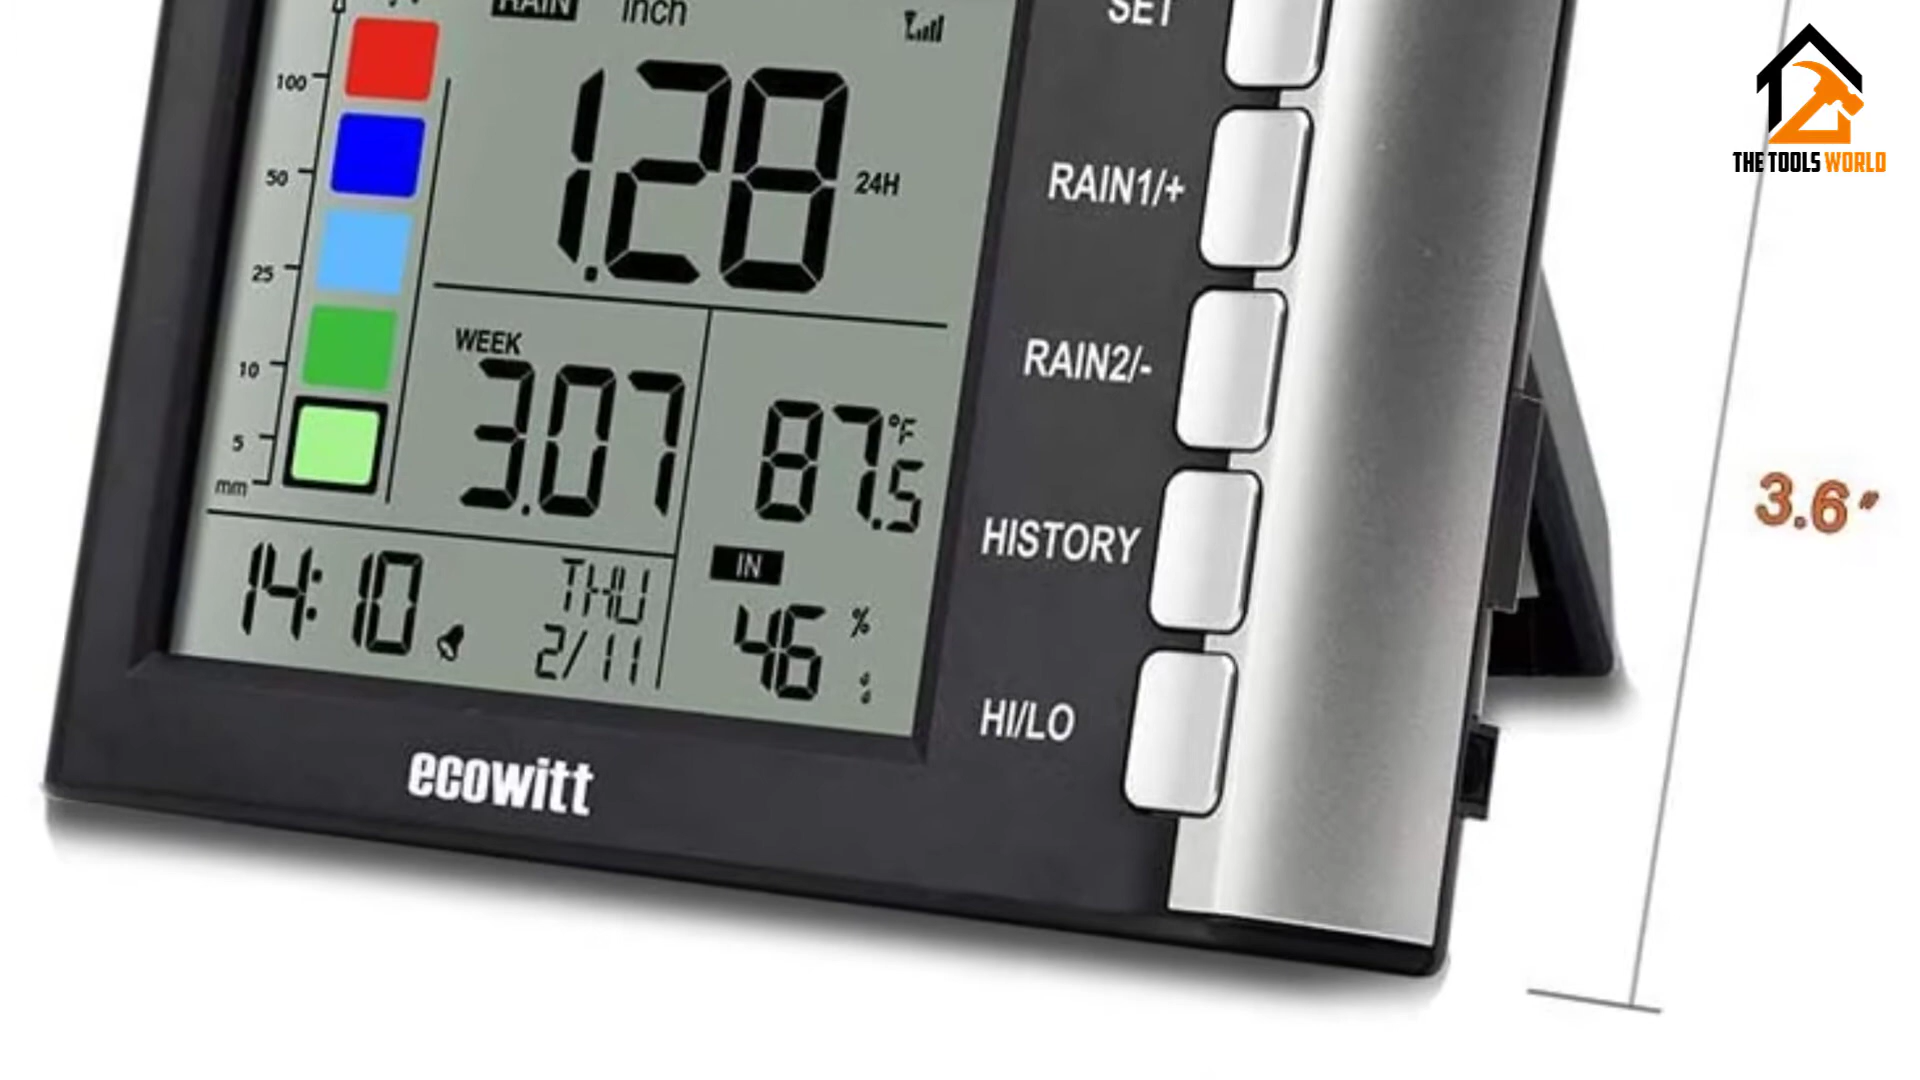 RAIN inch
SET
100
1.28
24H
50
RAIN1/+
25
WEEK
RAIN2/-
10
3.07
87.5 °F
5
mm
HISTORY
IN
14:10
THU
2/11
46 %
HI/LO
ecowitt
3.6"
THE TOOLS WORLD